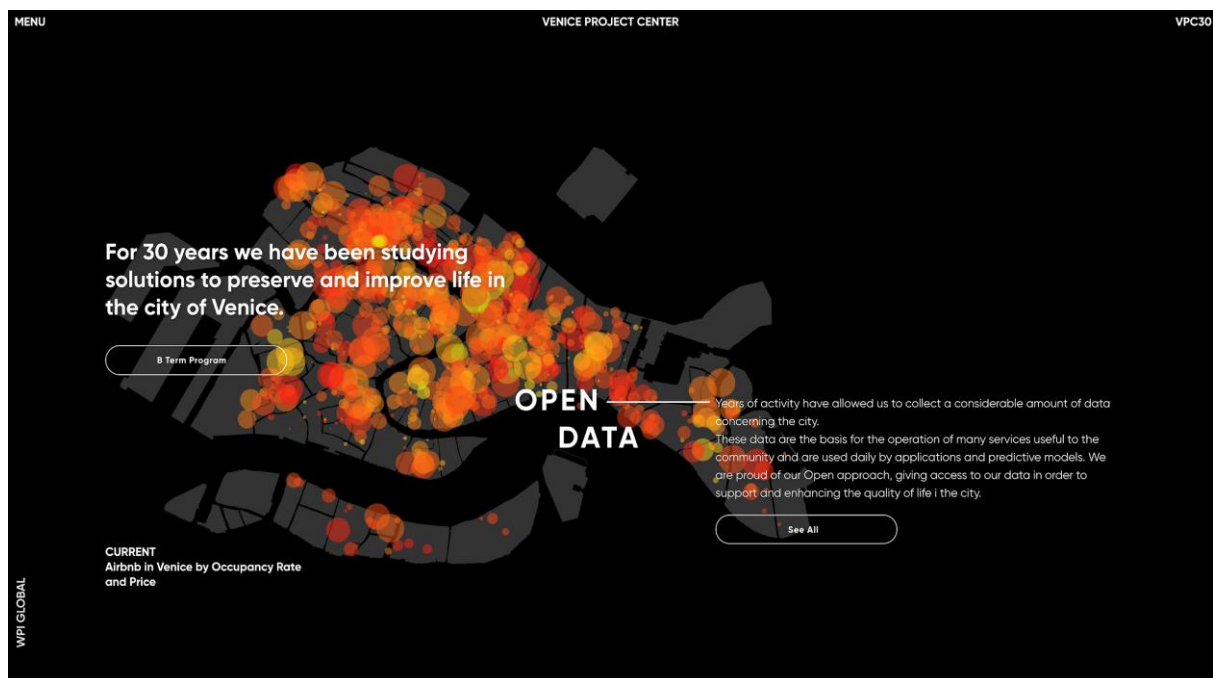 MENU
VENICE PROJECT CENTER
VPC30
For 30 years we have been studying
solutions to preserve and improve life in
the city of Venice.
B Term Program
OPEN
DATA
Years of activity have allowed us to collect a considerable amount of data
concerning the city.
These data are the basis for the operation of many services useful to the
community and are used daily by applications and predictive models. We
are proud of our Open approach, giving access to our data in order to
support and enhancing the quality of life i the city.
See All
CURRENT
Airbnb in Venice by Occupancy Rate
and Price
WPI GLOBAL